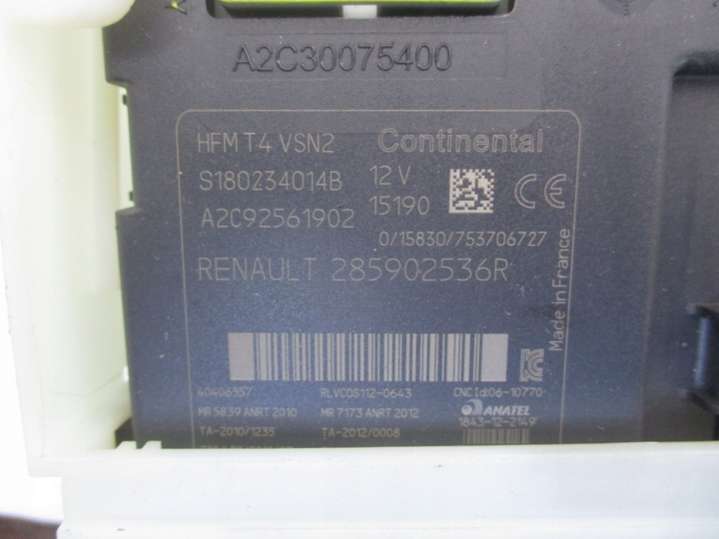 A2C30075400
HFM T4 VSN2 Continental
S180234014B 12 V
A2C92561902 15190
CE
0/15830/753706727
RENAULT 285902536R
Made in France
60406357 RLVCOS112-0643 CNC Id:06-10770
MR 5839 ANRT 2010 MR 7173 ANRT 2012 ANATEL
TA-2010/1235 TA-2012/0008 1843-12-2149